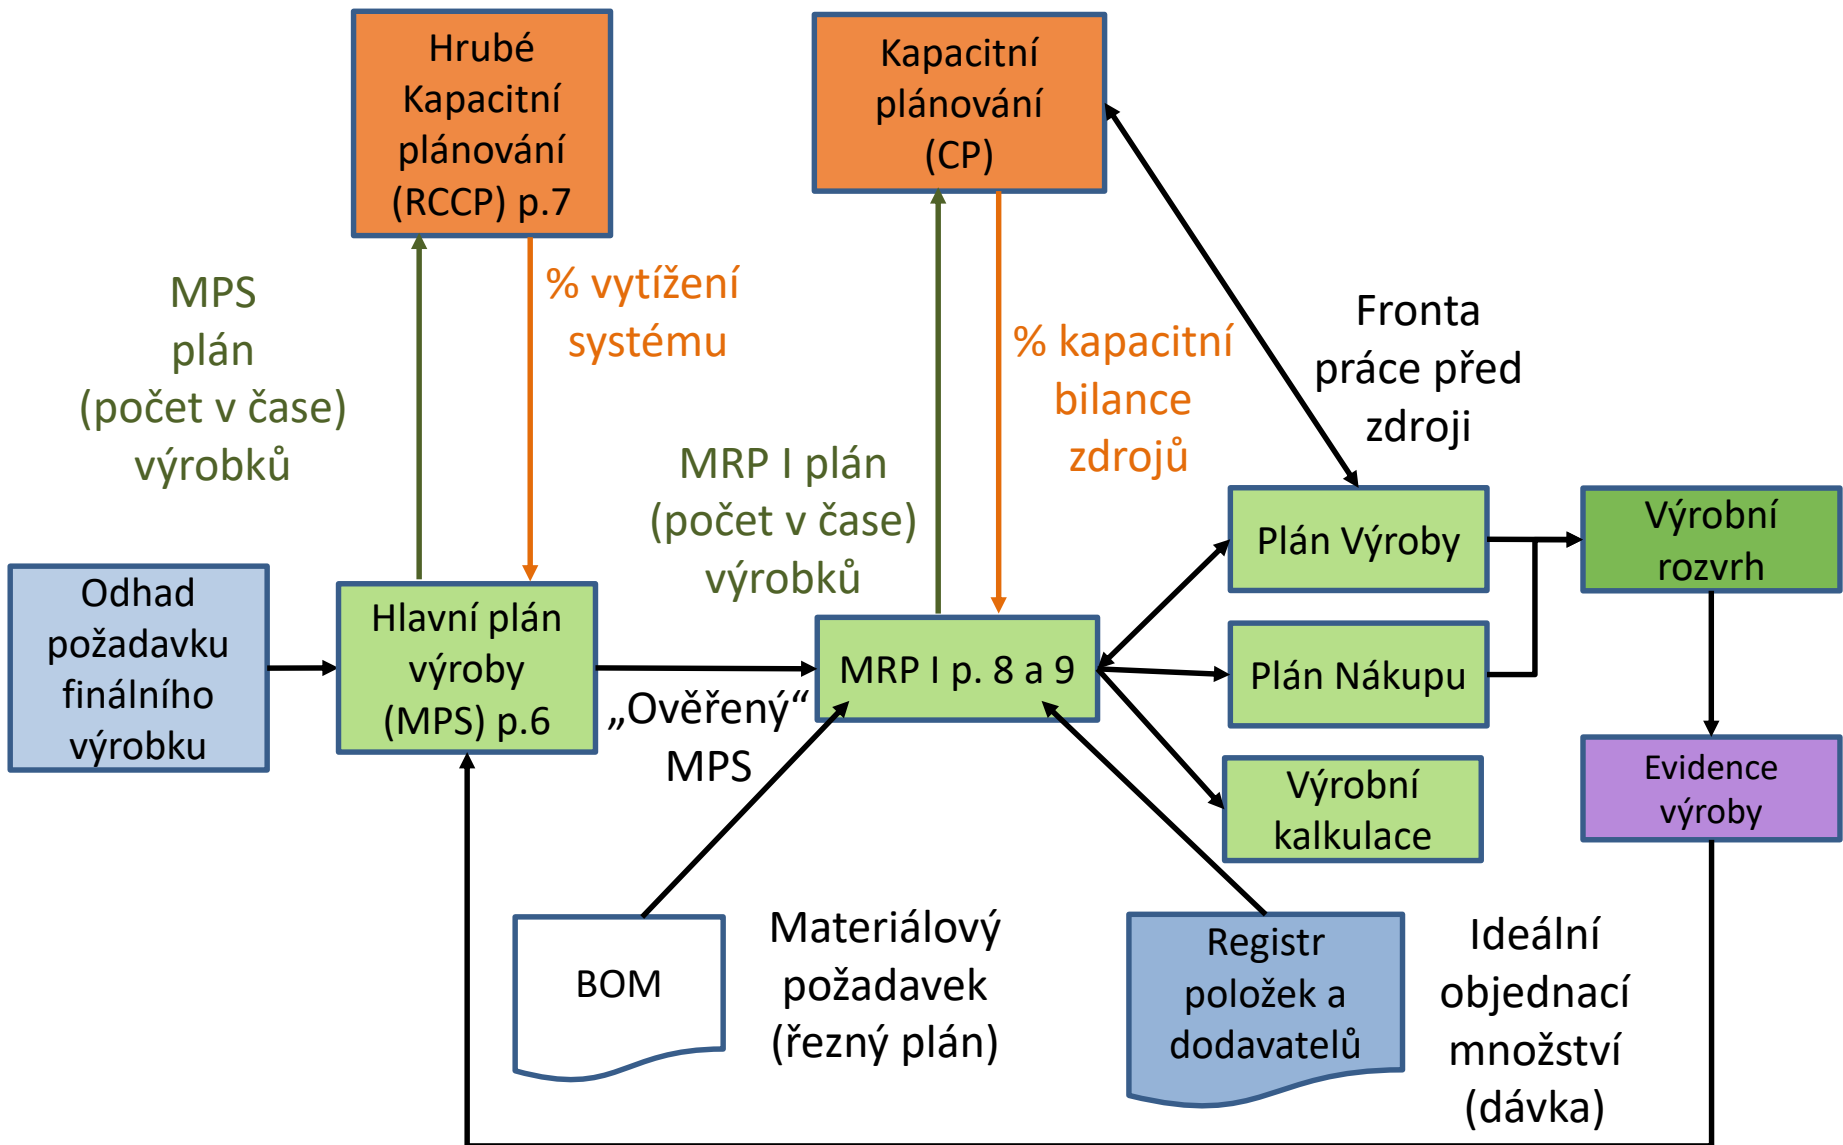 Hrubé
Kapacitní
plánování
(RCCP) p.7
Kapacitní
plánování
(CP)
MPS
plán
(počet v čase)
výrobků
% vytížení
systému
% kapacitní
bilance
zdrojů
Fronta
práce před
zdroji
MRP I plán
(počet v čase)
výrobků
Odhad
požadavku
finálního
výrobku
Hlavní plán
výroby
(MPS) p.6
„Ověřený“
MPS
MRP I p. 8 a 9
Plán Výroby
Plán Nákupu
Výrobní
kalkulace
Výrobní
rozvrh
Evidence
výroby
BOM
Materiálový
požadavek
(řezný plán)
Registr
položek a
dodavatelů
Ideální
objednací
množství
(dávka)